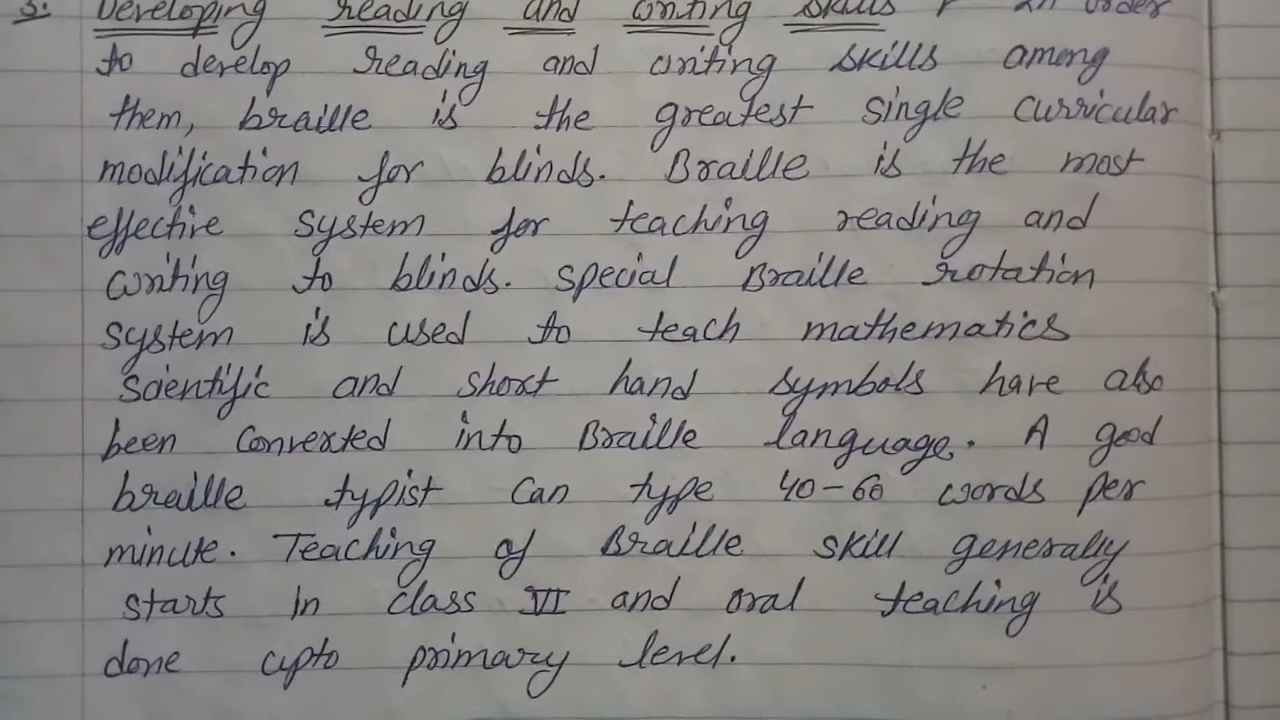 3. Developing reading and writing skills :- In order
to develop reading and writing skills among
them, braille is the greatest single curricular
modification for blinds. Braille is the most
effective system for teaching reading and
writing to blinds. special Braille rotation
system is used to teach mathematics
scientific and short hand symbols have also
been converted into Braille language. A good
braille typist can type 40-60 words per
minute. Teaching of Braille skill generally
starts in class VI and oral teaching is
done upto primary level.